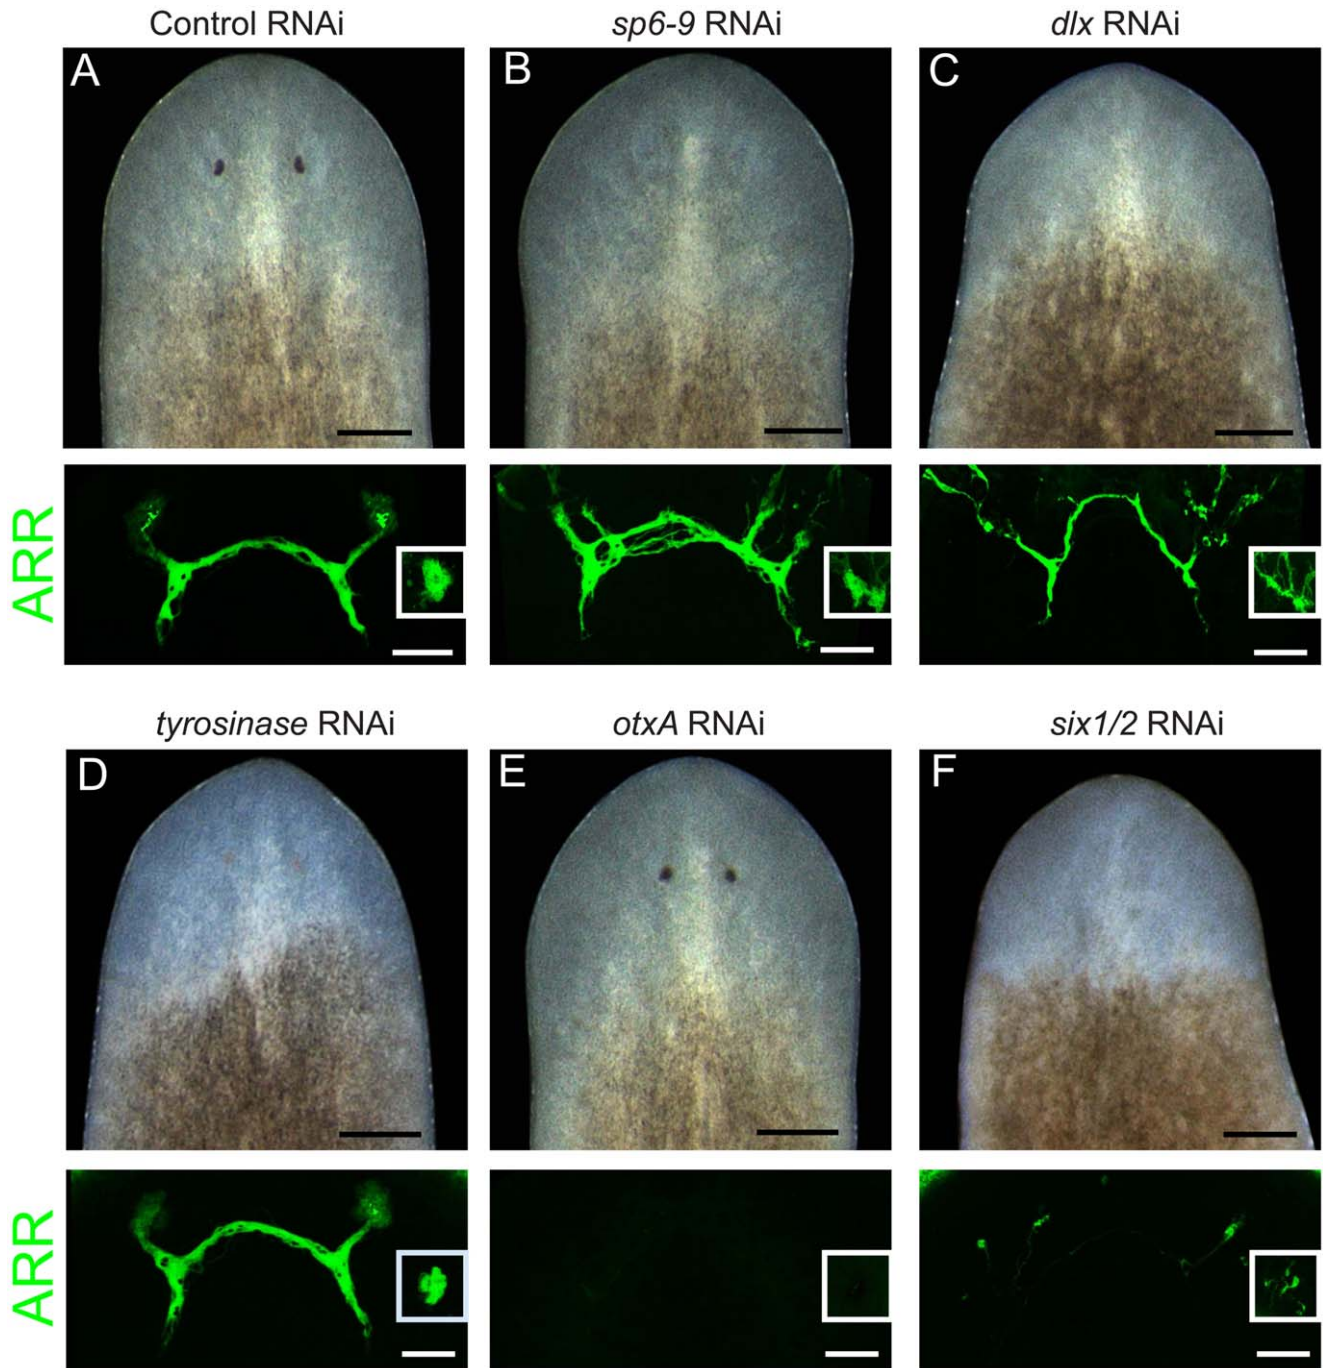 Control RNAi
sp6-9 RNAi
dlx RNAi
A
B
C
ARR
tyrosinase RNAi
otxA RNAi
six1/2 RNAi
D
E
F
ARR